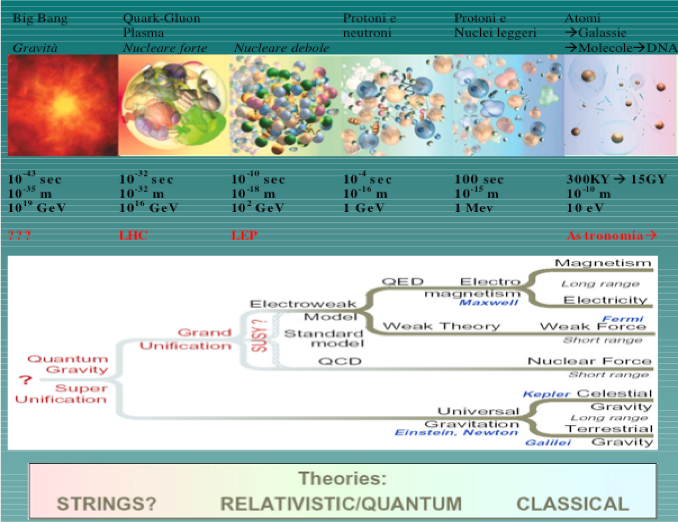 Big Bang
Gravità
Quark-Gluon
Plasma
Nucleare forte
Nucleare debole
Protoni e
neutroni
Protoni e
Nuclei leggeri
Atomi
→Galassie
→Molecole→DNA
10⁻⁴³ sec
10⁻³⁵ m
10¹⁹ GeV
???
10⁻³² sec
10⁻³² m
10¹⁶ GeV
LHC
10⁻¹⁰ sec
10⁻¹⁸ m
10² GeV
LEP
10⁻⁴ sec
10⁻¹⁶ m
1 GeV
100 sec
10⁻¹⁵ m
1 Mev
300KY → 15GY
10⁻¹⁰ m
10 eV
Astronomia→
?
Quantum
Gravity
Super
Unification
Grand
Unification
SUSY ?
Electroweak
Model
Standard
model
QCD
QED
Electro
magnetism
Maxwell
Weak Theory
Magnetism
Long range
Electricity
Fermi
Weak Force
Short range
Nuclear Force
Short range
Universal
Gravitation
Einstein, Newton
Kepler Celestial
Gravity
Long range
Terrestrial
Galilei Gravity
Theories:
STRINGS? RELATIVISTIC/QUANTUM CLASSICAL